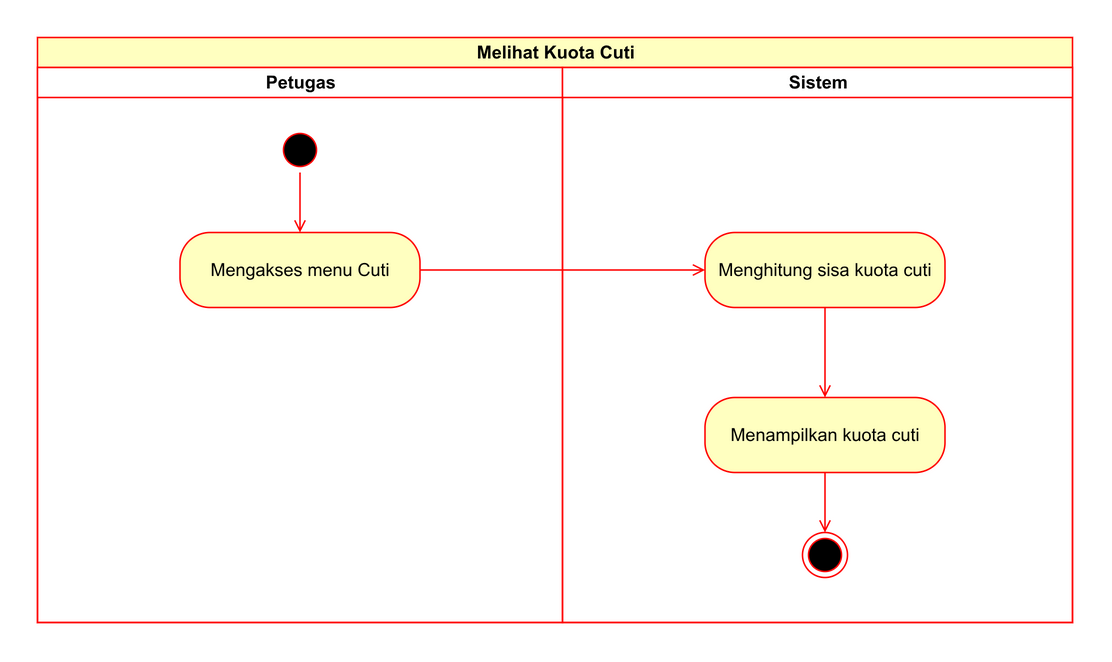 Melihat Kuota Cuti
Petugas
Sistem
Mengakses menu Cuti
Menghitung sisa kuota cuti
Menampilkan kuota cuti